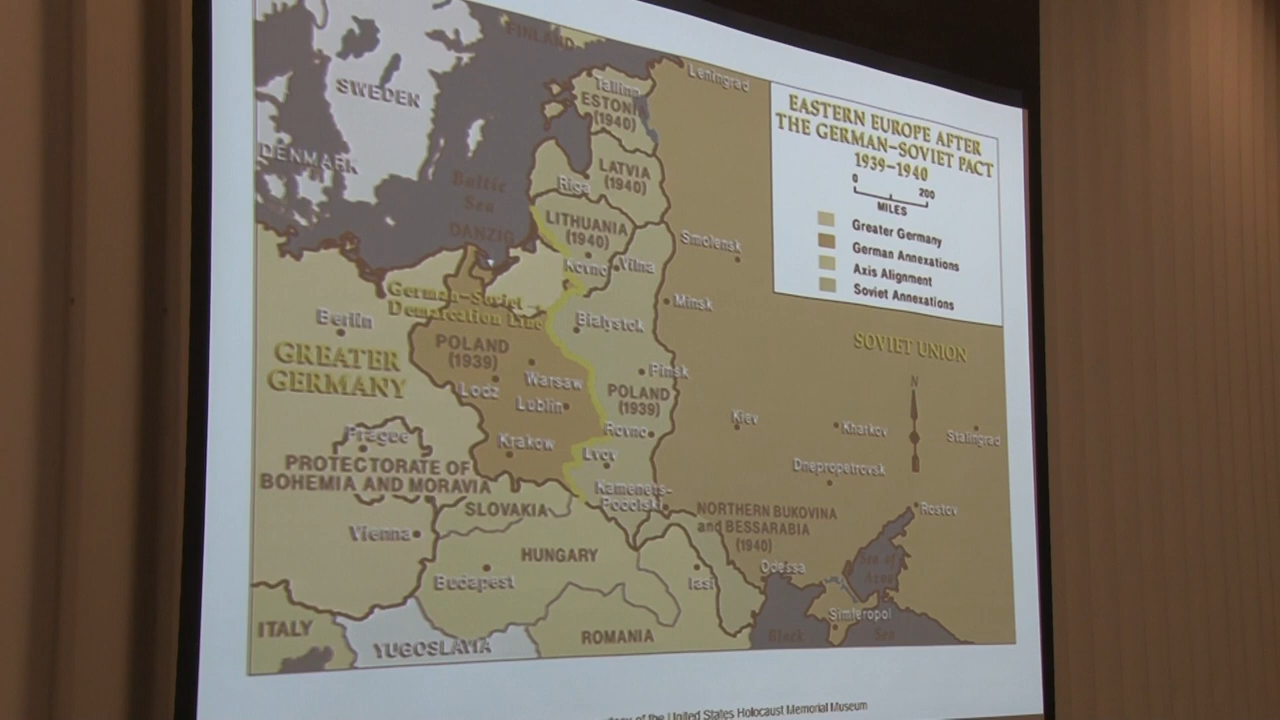 FINLAND
Leningrad
SWEDEN
Tallinn
ESTONIA
(1940)
DENMARK
LATVIA
(1940)
Riga
Baltic
Sea
DANZIG
LITHUANIA
(1940)
Kovno
Vilna
Smolensk
Minsk
German-Soviet
Demarcation Line
Bialystok
Berlin
GREATER
GERMANY
POLAND
(1939)
Warsaw
Lodz
Lublin
Krakow
Pinsk
POLAND
(1939)
Rovno
Lvov
Kamenets-
Podolski
Prague
PROTECTORATE OF
BOHEMIA AND MORAVIA
SLOVAKIA
Vienna
HUNGARY
Budapest
ITALY
YUGOSLAVIA
ROMANIA
Iasi
NORTHERN BUKOVINA
and BESSARABIA
(1940)
Odessa
SOVIET UNION
N
Kiev
Kharkov
Stalingrad
Dnepropetrovsk
Rostov
Sea of
Azov
Simferopol
Black
Sea
EASTERN EUROPE AFTER
THE GERMAN-SOVIET PACT
1939-1940
0 200
MILES
Greater Germany
German Annexations
Axis Alignment
Soviet Annexations
of the United States Holocaust Memorial Museum